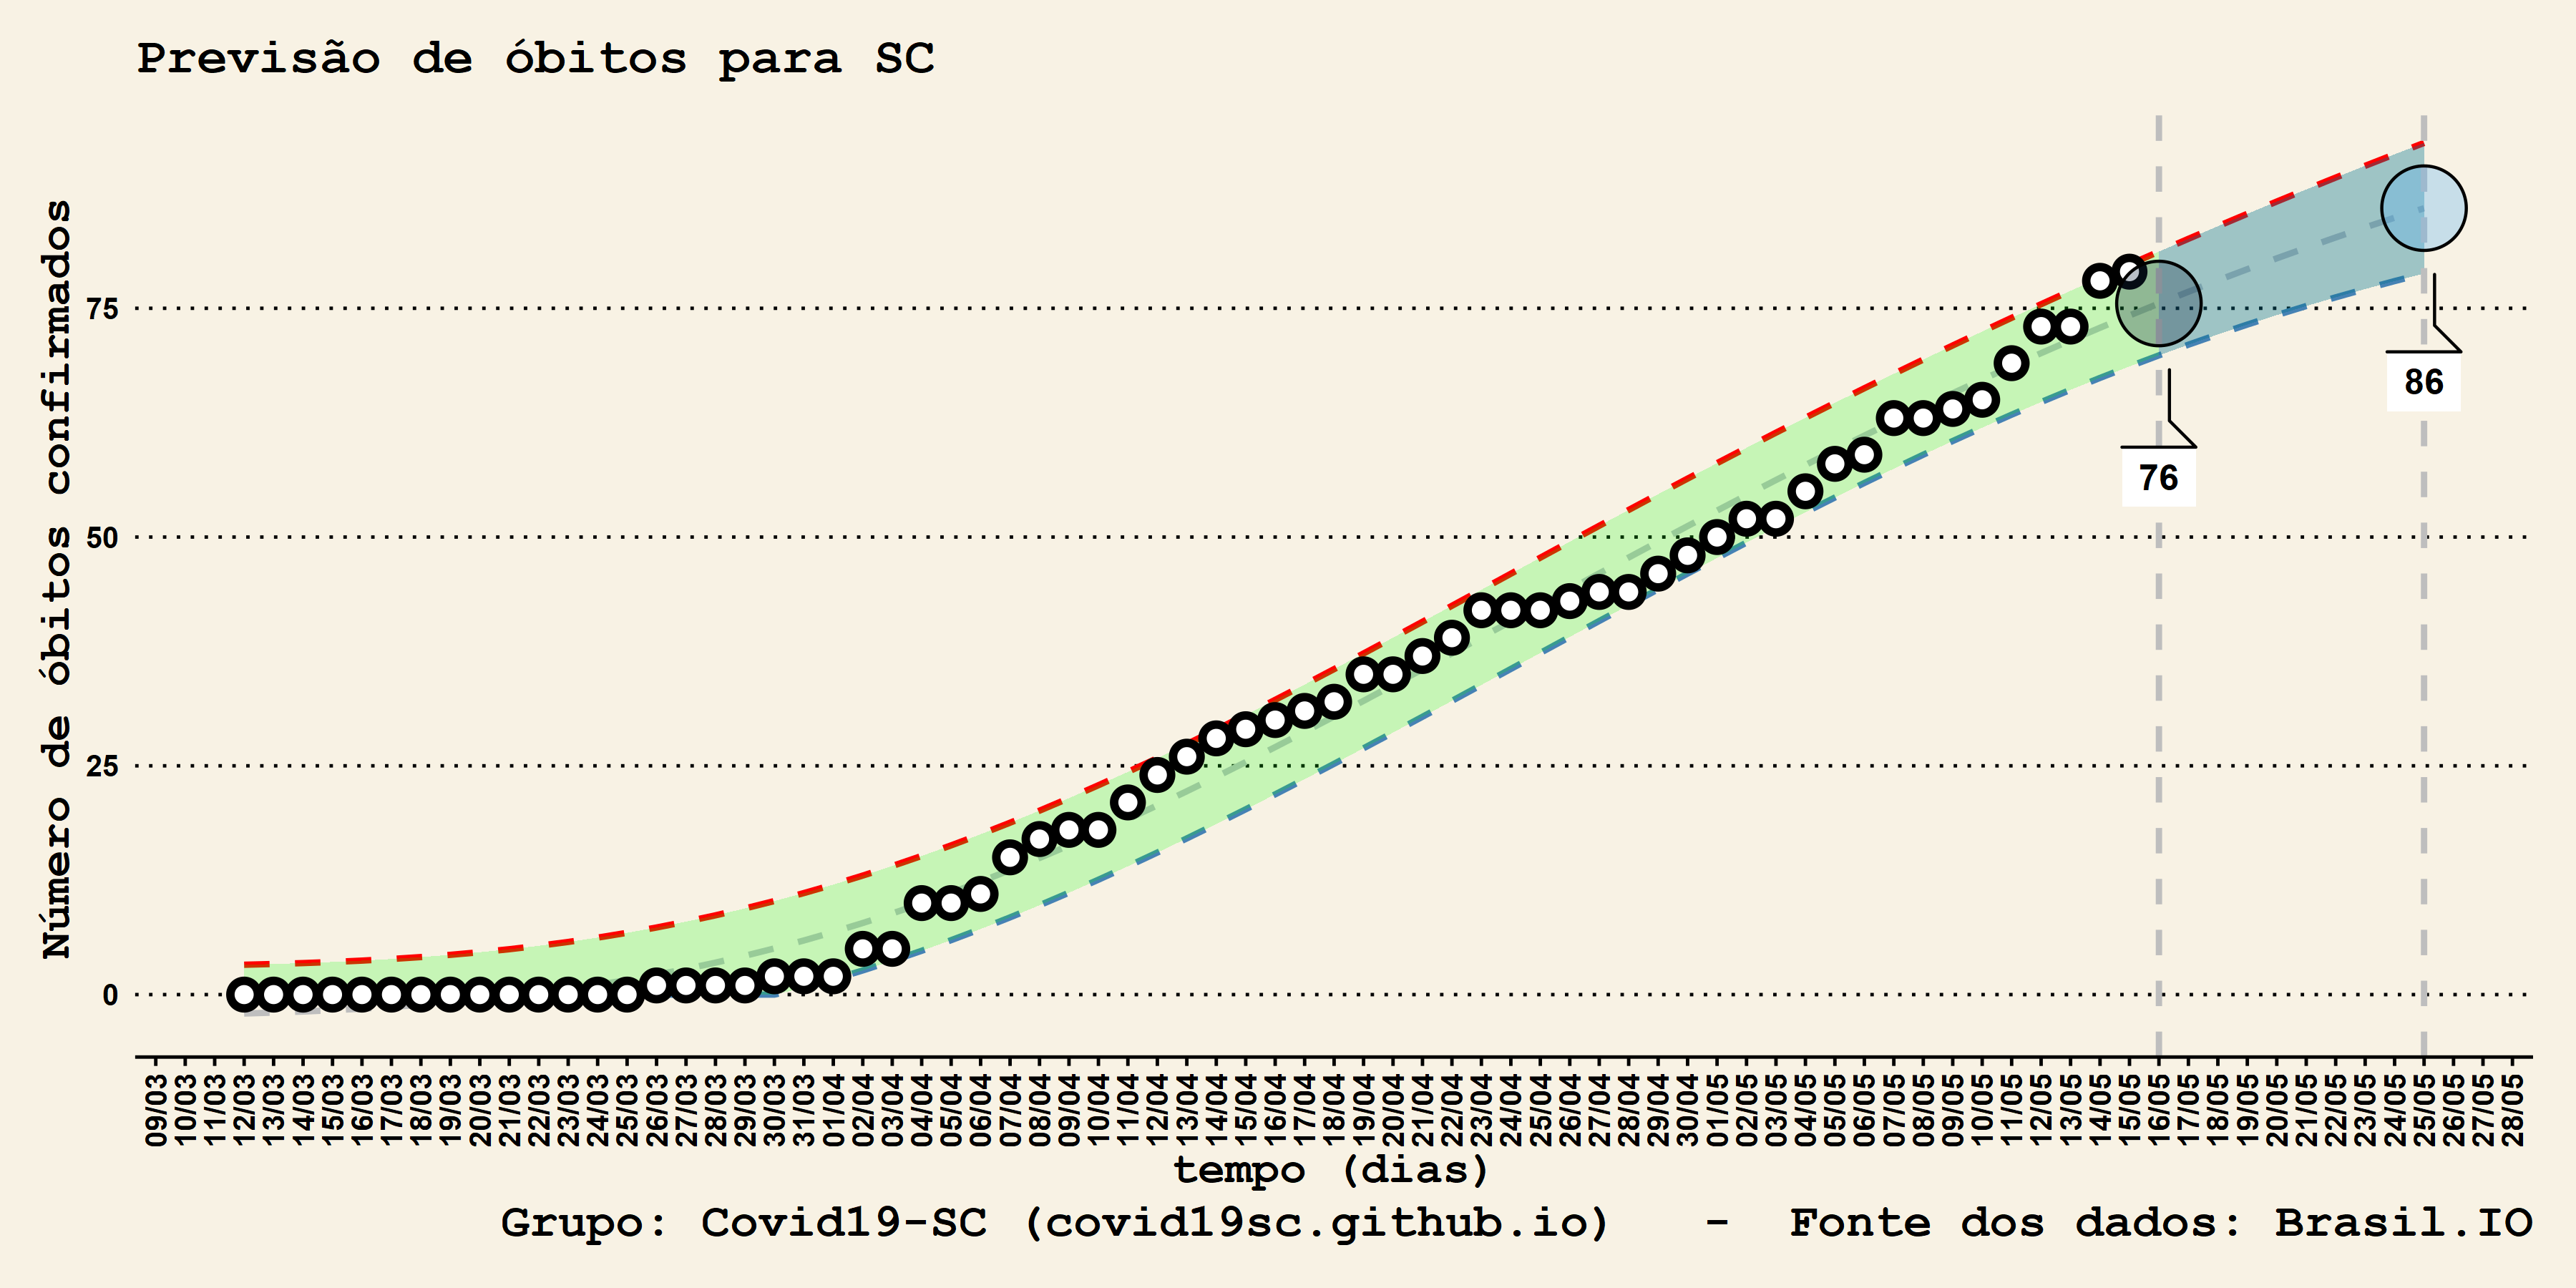 Previsão de óbitos para SC
Número de óbitos confirmados
75
50
25
0
86
76
09/03 10/03 11/03 12/03 13/03 14/03 15/03 16/03 17/03 18/03 19/03 20/03 21/03 22/03 23/03 24/03 25/03 26/03 27/03 28/03 29/03 30/03 31/03 01/04 02/04 03/04 04/04 05/04 06/04 07/04 08/04 09/04 10/04 11/04 12/04 13/04 14/04 15/04 16/04 17/04 18/04 19/04 20/04 21/04 22/04 23/04 24/04 25/04 26/04 27/04 28/04 29/04 30/04 01/05 02/05 03/05 04/05 05/05 06/05 07/05 08/05 09/05 10/05 11/05 12/05 13/05 14/05 15/05 16/05 17/05 18/05 19/05 20/05 21/05 22/05 23/05 24/05 25/05 26/05 27/05 28/05
tempo (dias)
Grupo: Covid19-SC (covid19sc.github.io) - Fonte dos dados: Brasil.IO